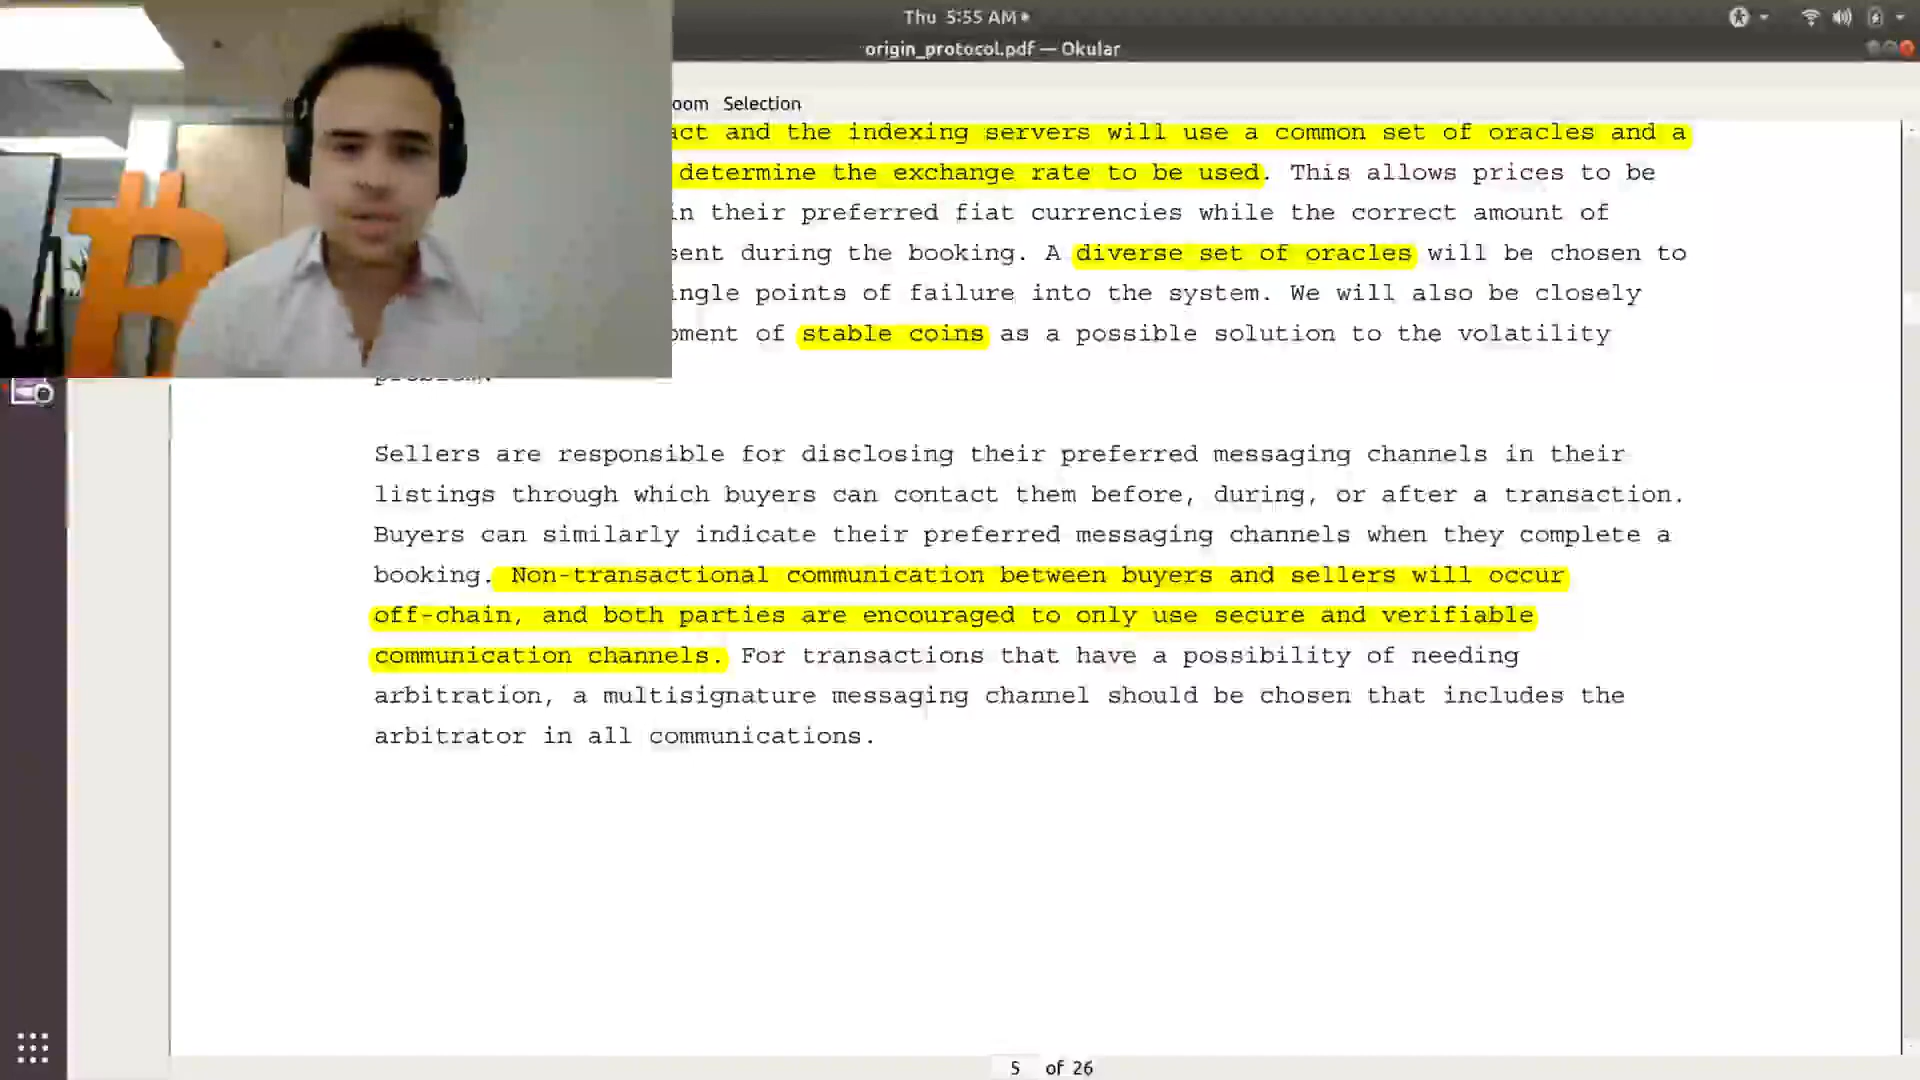 Thu 5:55 AM
origin_protocol.pdf — Okular
oom Selection
act and the indexing servers will use a common set of oracles and a
determine the exchange rate to be used. This allows prices to be
in their preferred fiat currencies while the correct amount of
sent during the booking. A diverse set of oracles will be chosen to
ingle points of failure into the system. We will also be closely
pment of stable coins as a possible solution to the volatility
problem.
Sellers are responsible for disclosing their preferred messaging channels in their
listings through which buyers can contact them before, during, or after a transaction.
Buyers can similarly indicate their preferred messaging channels when they complete a
booking. Non-transactional communication between buyers and sellers will occur
off-chain, and both parties are encouraged to only use secure and verifiable
communication channels. For transactions that have a possibility of needing
arbitration, a multisignature messaging channel should be chosen that includes the
arbitrator in all communications.
5 of 26